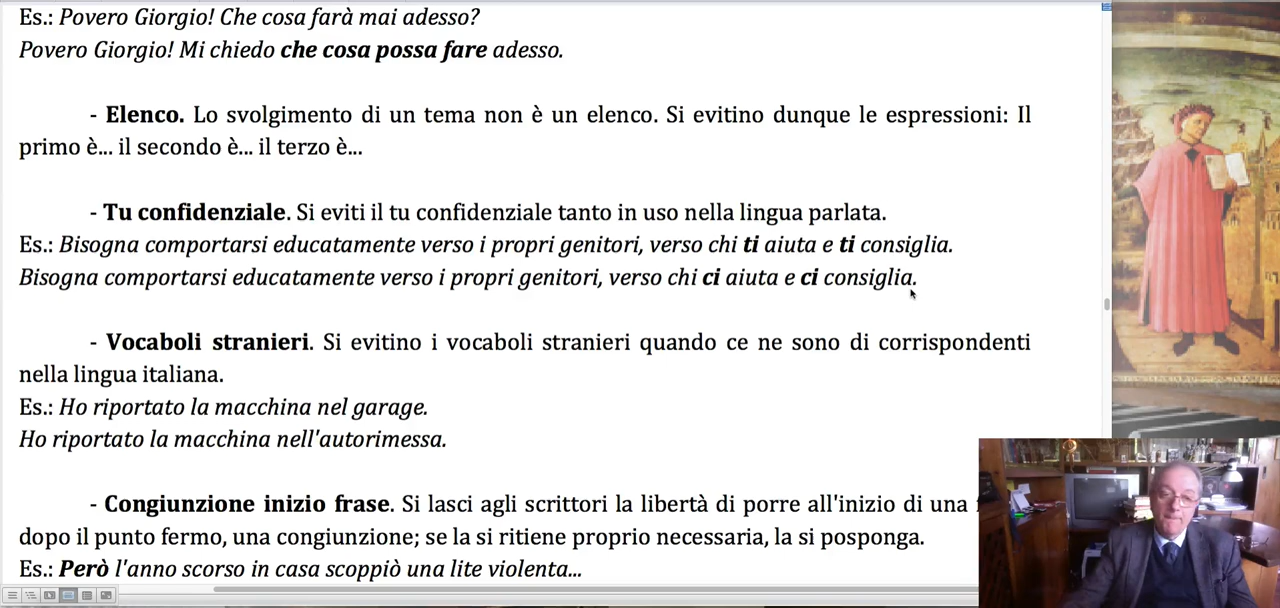 Es.: Povero Giorgio! Che cosa farà mai adesso?
Povero Giorgio! Mi chiedo che cosa possa fare adesso.
- Elenco. Lo svolgimento di un tema non è un elenco. Si evitino dunque le espressioni: Il
primo è... il secondo è... il terzo è...
- Tu confidenziale. Si eviti il tu confidenziale tanto in uso nella lingua parlata.
Es.: Bisogna comportarsi educatamente verso i propri genitori, verso chi ti aiuta e ti consiglia.
Bisogna comportarsi educatamente verso i propri genitori, verso chi ci aiuta e ci consiglia.
- Vocaboli stranieri. Si evitino i vocaboli stranieri quando ce ne sono di corrispondenti
nella lingua italiana.
Es.: Ho riportato la macchina nel garage.
Ho riportato la macchina nell'autorimessa.
- Congiunzione inizio frase. Si lasci agli scrittori la libertà di porre all'inizio di una
dopo il punto fermo, una congiunzione; se la si ritiene proprio necessaria, la si posponga.
Es.: Però l'anno scorso in casa scoppiò una lite violenta...